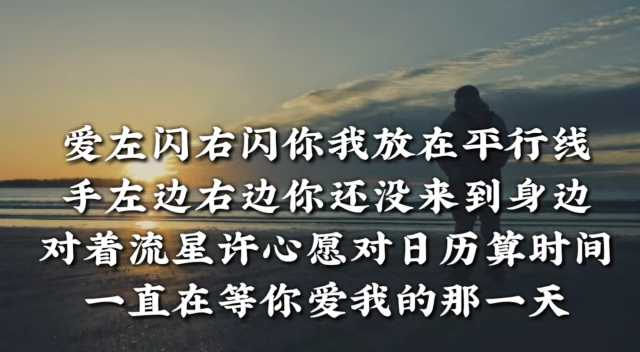 爱左闪右闪你我放在平行线
手左边右边你还没来到身边
对着流星许心愿对日历算时间
一直在等你爱我的那一天